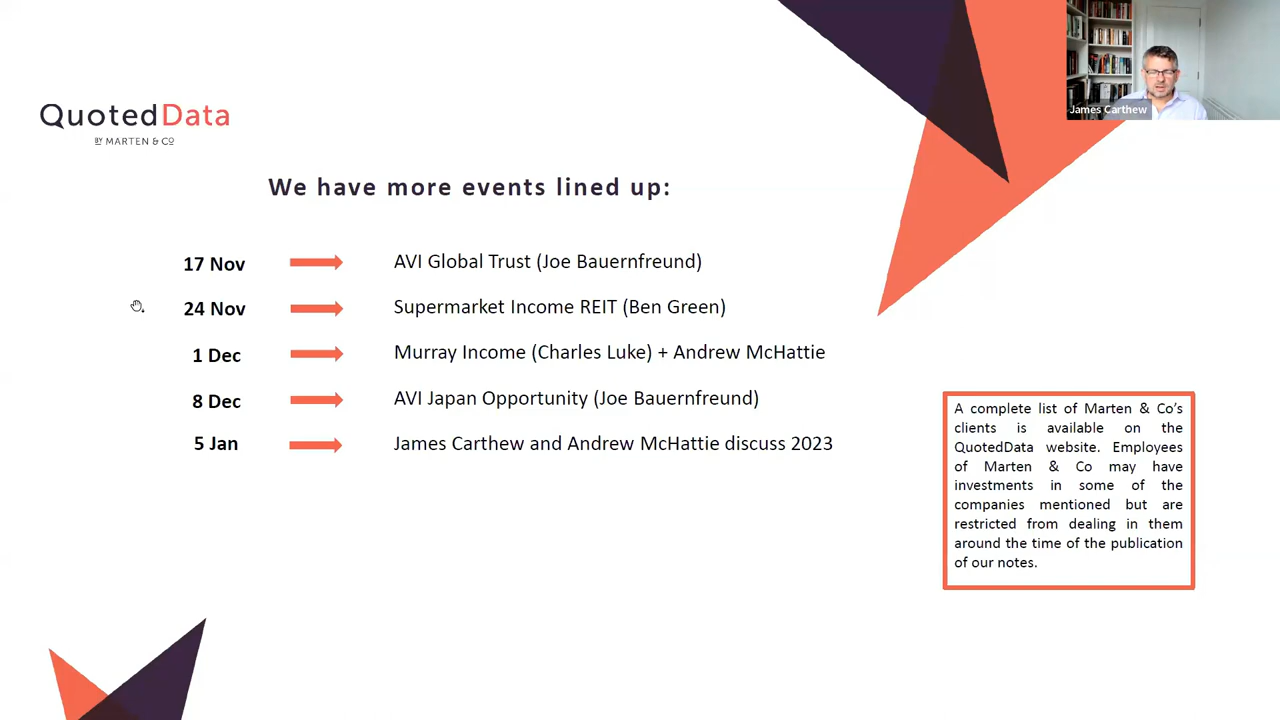 James Carthew
QuotedData
BY MARTEN & CO
We have more events lined up:
17 Nov AVI Global Trust (Joe Bauernfreund)
24 Nov Supermarket Income REIT (Ben Green)
1 Dec Murray Income (Charles Luke) + Andrew McHattie
8 Dec AVI Japan Opportunity (Joe Bauernfreund)
5 Jan James Carthew and Andrew McHattie discuss 2023
A complete list of Marten & Co’s
clients is available on the
QuotedData website. Employees
of Marten & Co may have
investments in some of the
companies mentioned but are
restricted from dealing in them
around the time of the publication
of our notes.